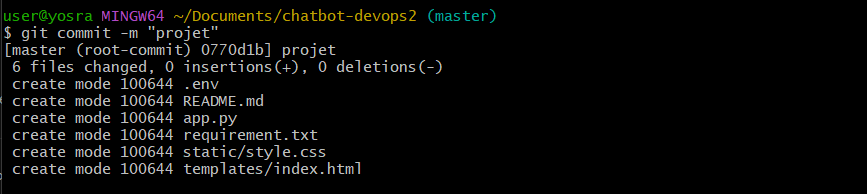 user@yosra MINGW64 ~/Documents/chatbot-devops2 (master)
$ git commit -m "projet"
[master (root-commit) 0770d1b] projet
 6 files changed, 0 insertions(+), 0 deletions(-)
 create mode 100644 .env
 create mode 100644 README.md
 create mode 100644 app.py
 create mode 100644 requirement.txt
 create mode 100644 static/style.css
 create mode 100644 templates/index.html